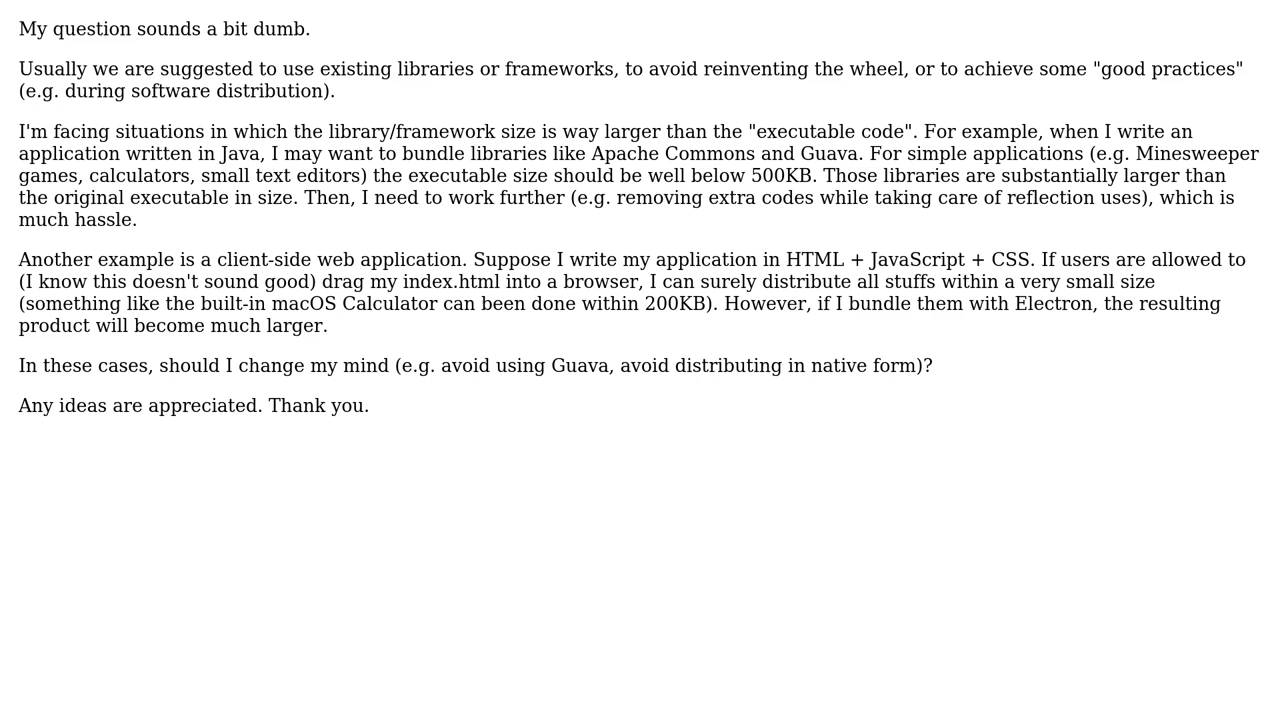 My question sounds a bit dumb.
Usually we are suggested to use existing libraries or frameworks, to avoid reinventing the wheel, or to achieve some "good practices"
(e.g. during software distribution).
I'm facing situations in which the library/framework size is way larger than the "executable code". For example, when I write an
application written in Java, I may want to bundle libraries like Apache Commons and Guava. For simple applications (e.g. Minesweeper
games, calculators, small text editors) the executable size should be well below 500KB. Those libraries are substantially larger than
the original executable in size. Then, I need to work further (e.g. removing extra codes while taking care of reflection uses), which is
much hassle.
Another example is a client-side web application. Suppose I write my application in HTML + JavaScript + CSS. If users are allowed to
(I know this doesn't sound good) drag my index.html into a browser, I can surely distribute all stuffs within a very small size
(something like the built-in macOS Calculator can been done within 200KB). However, if I bundle them with Electron, the resulting
product will become much larger.
In these cases, should I change my mind (e.g. avoid using Guava, avoid distributing in native form)?
Any ideas are appreciated. Thank you.